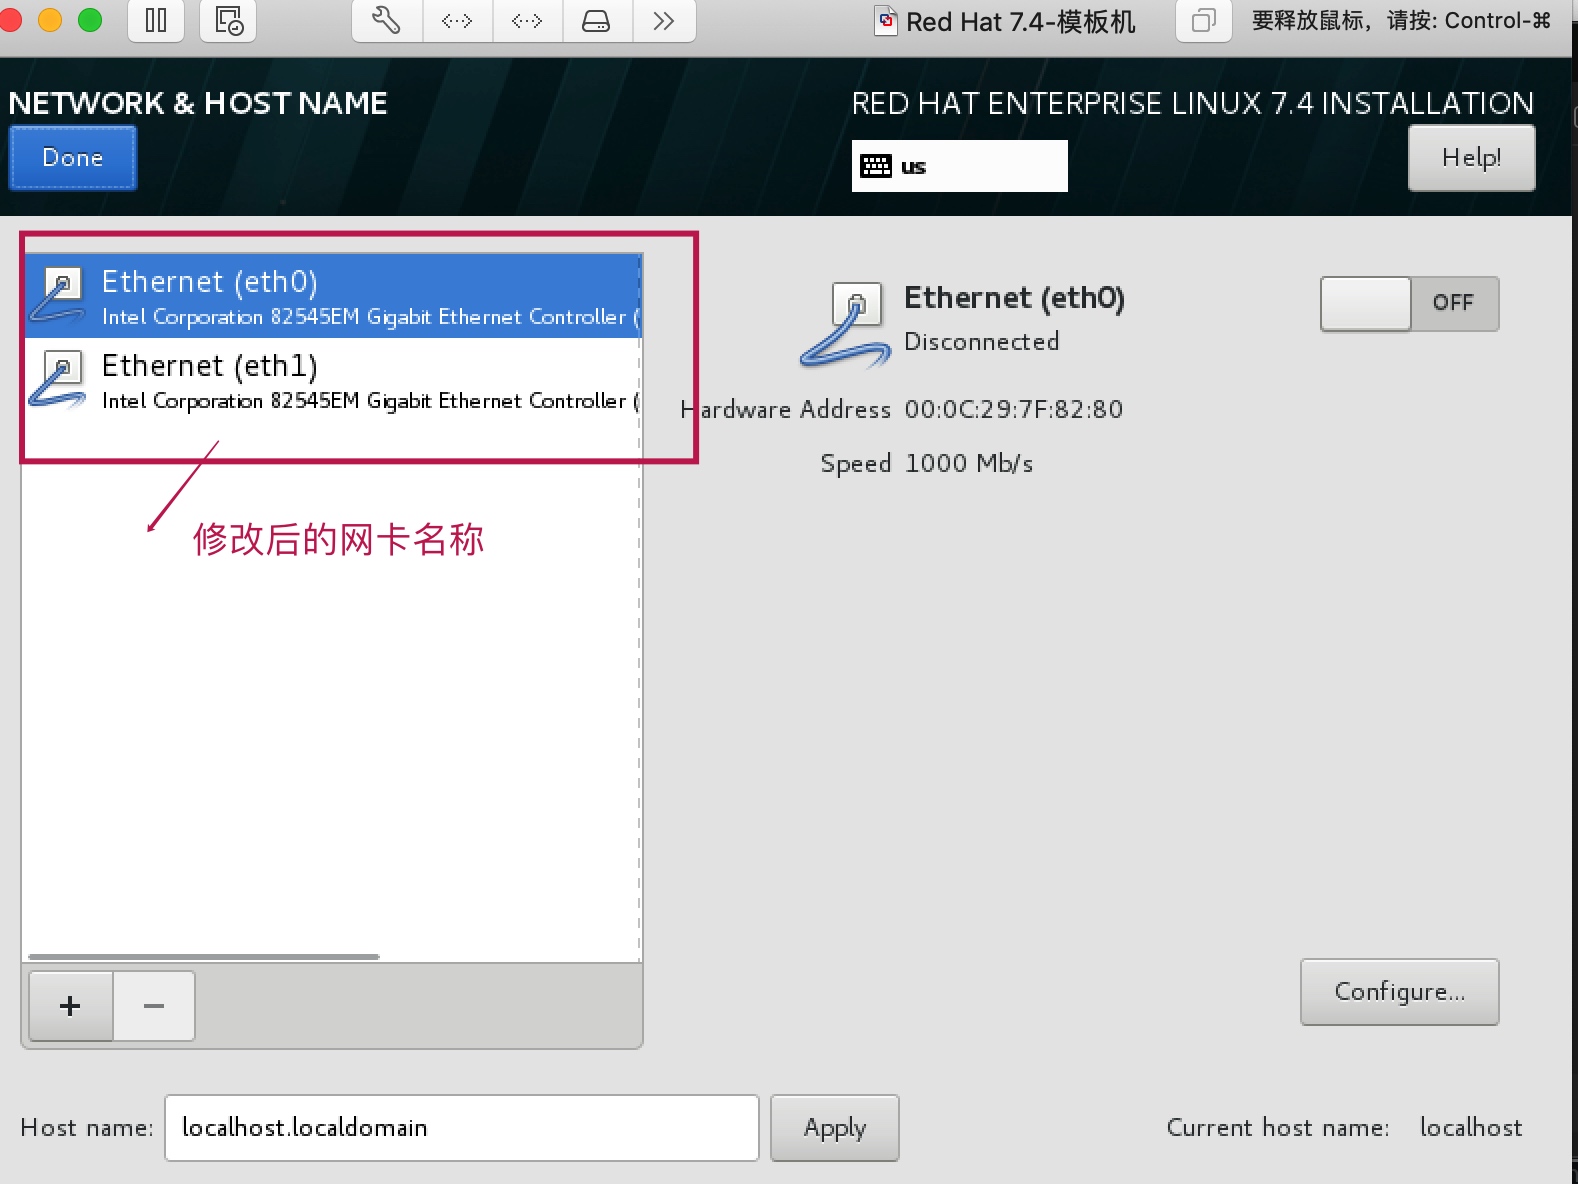 Red Hat 7.4-模板机
要释放鼠标，请按: Control-⌘
NETWORK & HOST NAME
RED HAT ENTERPRISE LINUX 7.4 INSTALLATION
Done
us
Help!
Ethernet (eth0)
Intel Corporation 82545EM Gigabit Ethernet Controller (
Ethernet (eth1)
Intel Corporation 82545EM Gigabit Ethernet Controller (
修改后的网卡名称
Ethernet (eth0)
Disconnected
OFF
Hardware Address 00:0C:29:7F:82:80
Speed 1000 Mb/s
+ −
Configure...
Host name: localhost.localdomain
Apply
Current host name: localhost